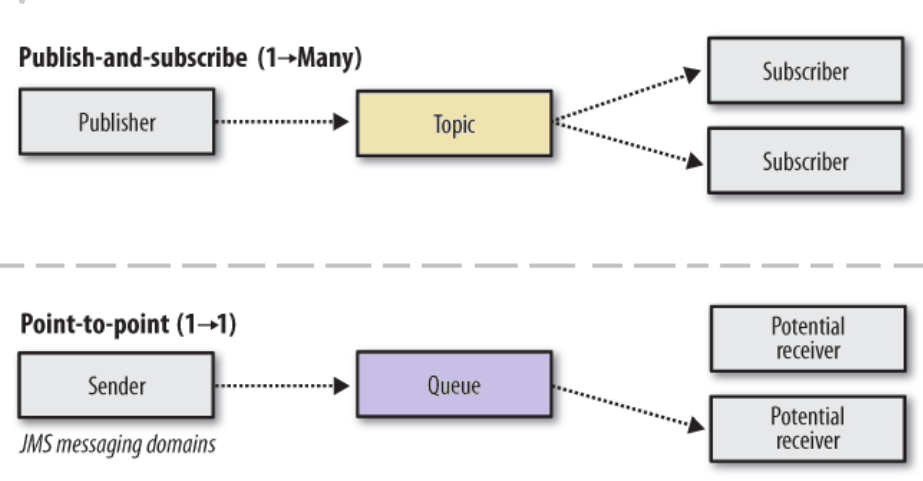 Publish-and-subscribe (1→Many)
Publisher
Topic
Subscriber
Subscriber
Point-to-point (1→1)
Sender
Queue
Potential
receiver
Potential
receiver
JMS messaging domains